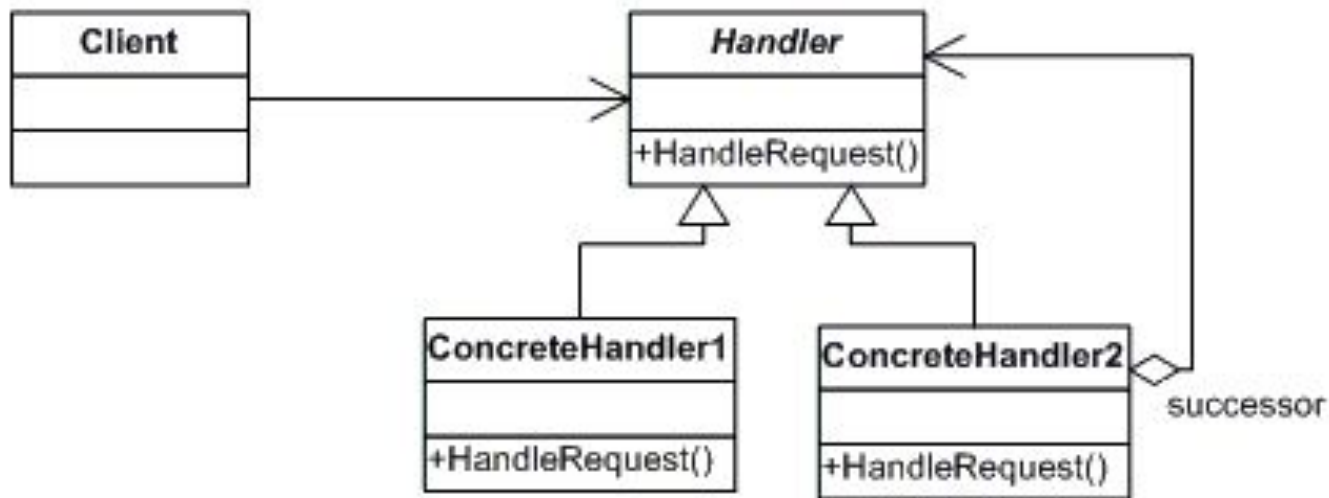 Client
Handler
+HandleRequest()
ConcreteHandler1
+HandleRequest()
ConcreteHandler2
+HandleRequest()
successor